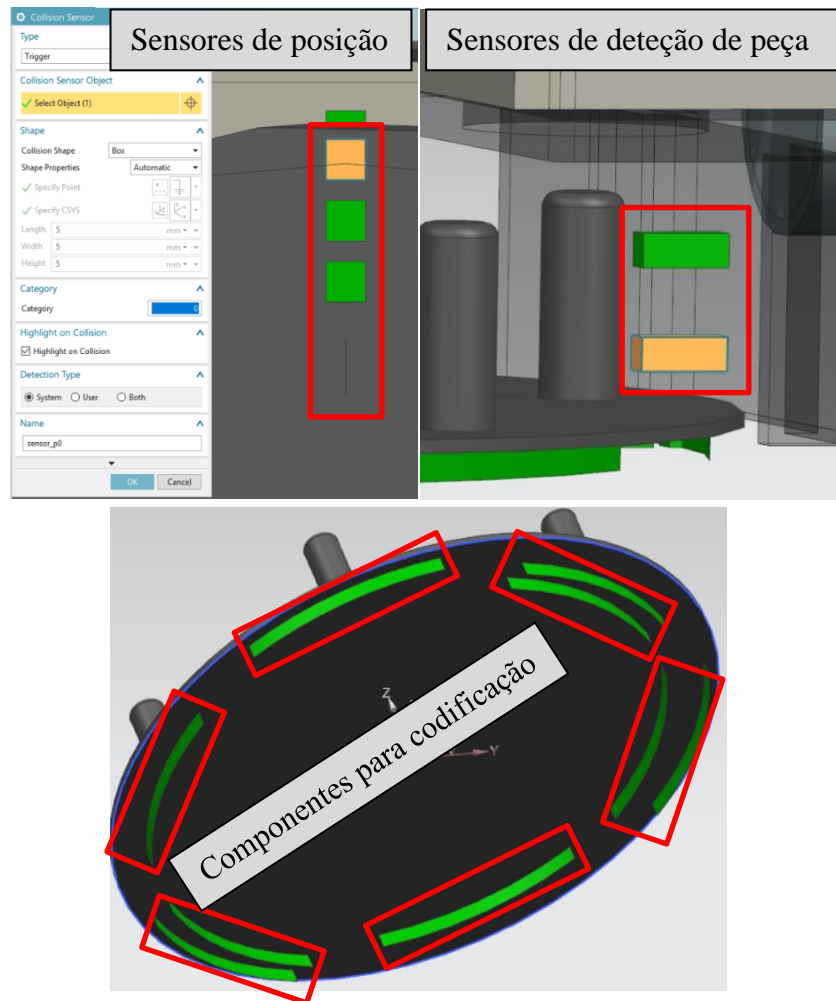 Collision Sensor
Type
Trigger
Collision Sensor Object
Select Object (1)
Shape
Collision Shape Box
Shape Properties Automatic
Specify Point
Specify CSYS
Length 5 mm
Width 5 mm
Height 5 mm
Category
Category 0
Highlight on Collision
Highlight on Collision
Detection Type
System User Both
Name
sensor_p0
OK Cancel
Sensores de posição
Sensores de deteção de peça
Componentes para codificação
Z
Y